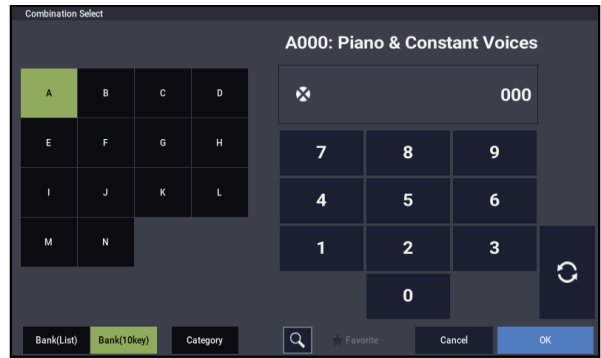 Combination Select
A000: Piano & Constant Voices
A B C D
000
E F G H
7 8 9
I J K L
4 5 6
M N
1 2 3
0
Bank(List) Bank(10key) Category Favorite Cancel OK